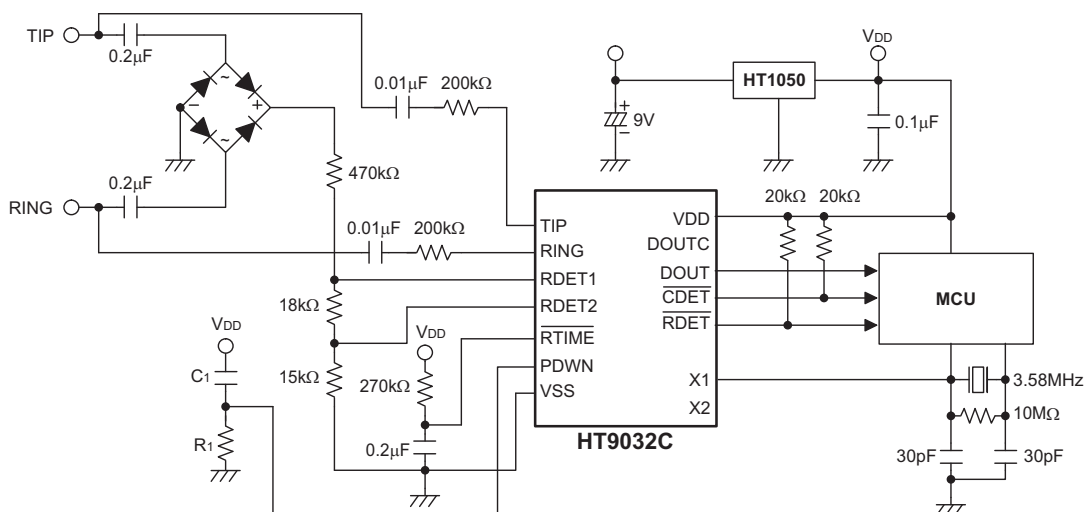 TIP
0.2μF
~
−
+
~
RING
0.2μF
0.01μF
200kΩ
470kΩ
0.01μF
200kΩ
18kΩ
15kΩ
VDD
C1
R1
VDD
270kΩ
0.2μF
TIP
RING
RDET1
RDET2
RTIME
PDWN
VSS
VDD
DOUTC
DOUT
CDET
RDET
X1
X2
HT9032C
+
−
9V
HT1050
VDD
0.1μF
20kΩ
20kΩ
MCU
3.58MHz
10MΩ
30pF
30pF